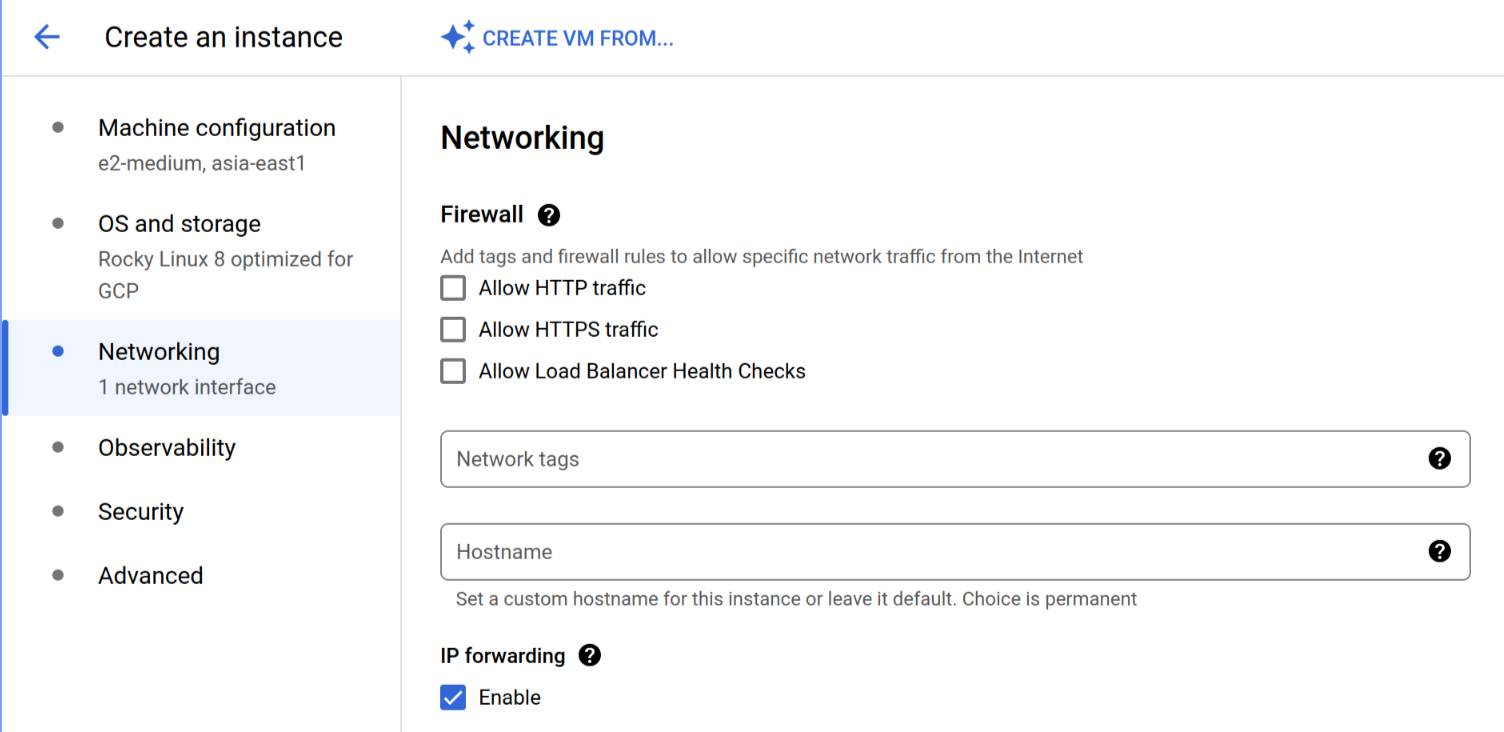 Create an instance
CREATE VM FROM...
Machine configuration
e2-medium, asia-east1
OS and storage
Rocky Linux 8 optimized for
GCP
Networking
1 network interface
Observability
Security
Advanced
Networking
Firewall
Add tags and firewall rules to allow specific network traffic from the Internet
Allow HTTP traffic
Allow HTTPS traffic
Allow Load Balancer Health Checks
Network tags
Hostname
Set a custom hostname for this instance or leave it default. Choice is permanent
IP forwarding
Enable